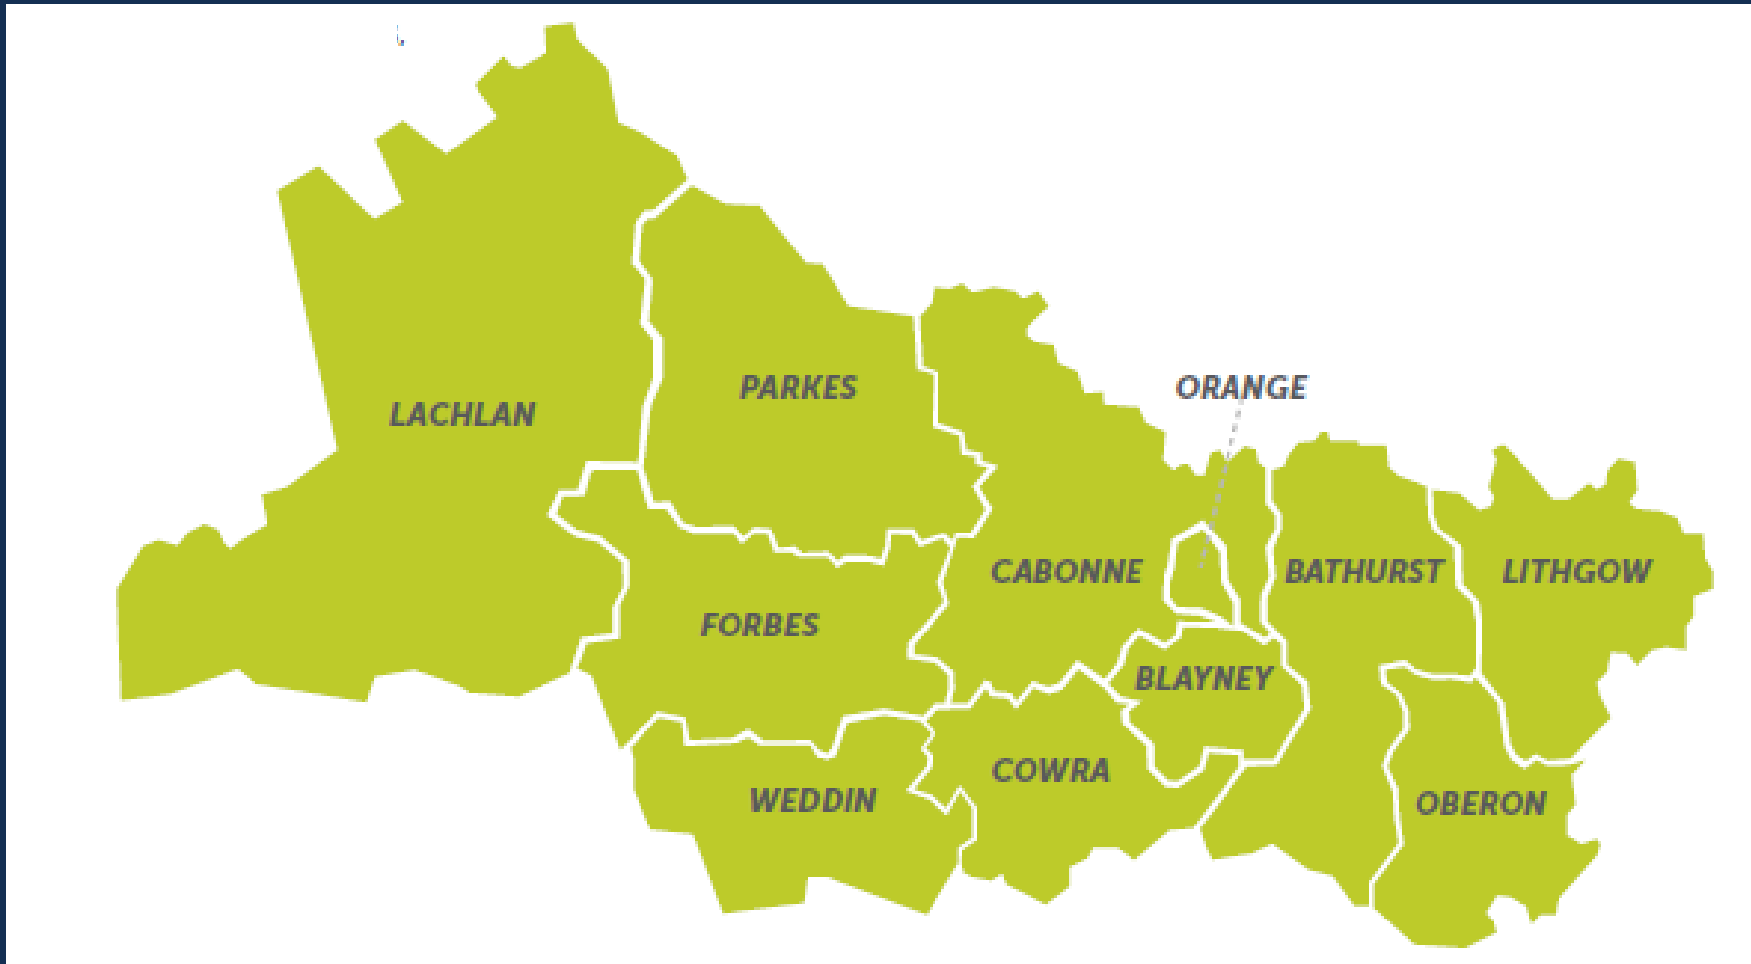 ORANGE
PARKES
LACHLAN
CABONNE
BATHURST
LITHGOW
FORBES
BLAYNEY
COWRA
WEDDIN
OBERON